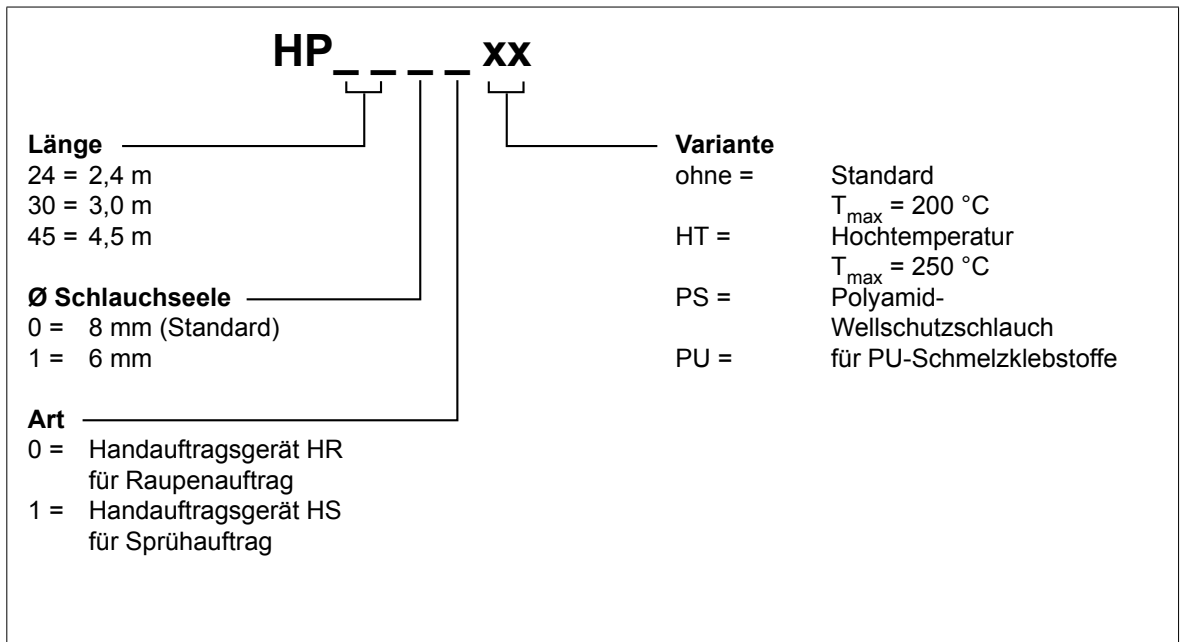 HP_ _ _ _ xx
Länge
24 = 2,4 m
30 = 3,0 m
45 = 4,5 m
Ø Schlauchseele
0 = 8 mm (Standard)
1 = 6 mm
Art
0 = Handauftragsgerät HR
für Raupenauftrag
1 = Handauftragsgerät HS
für Sprühauftrag
Variante
ohne = Standard
Tmax = 200 °C
HT = Hochtemperatur
Tmax = 250 °C
PS = Polyamid-
Wellschutzschlauch
PU = für PU-Schmelzklebstoffe